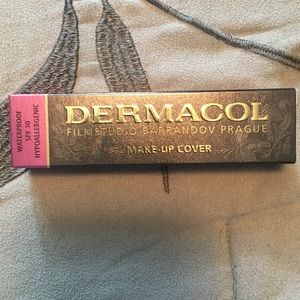 WATERPROOF
SPF 30
HYPOALLERGENIC
DERMACOL
FILMSTUDIO BARRANDOV PRAGUE
MAKE-UP COVER